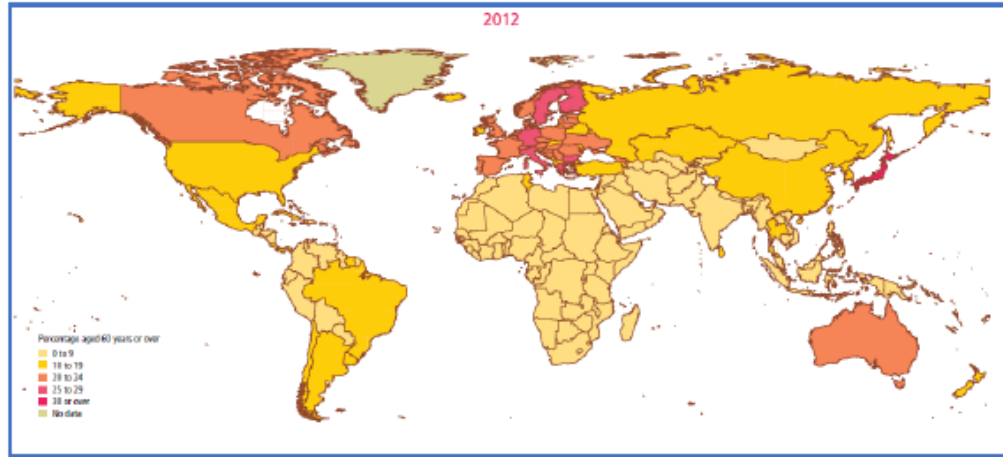 2012
Percentage aged 60 years or over
0 to 9
10 to 19
20 to 24
25 to 29
30 or over
No data